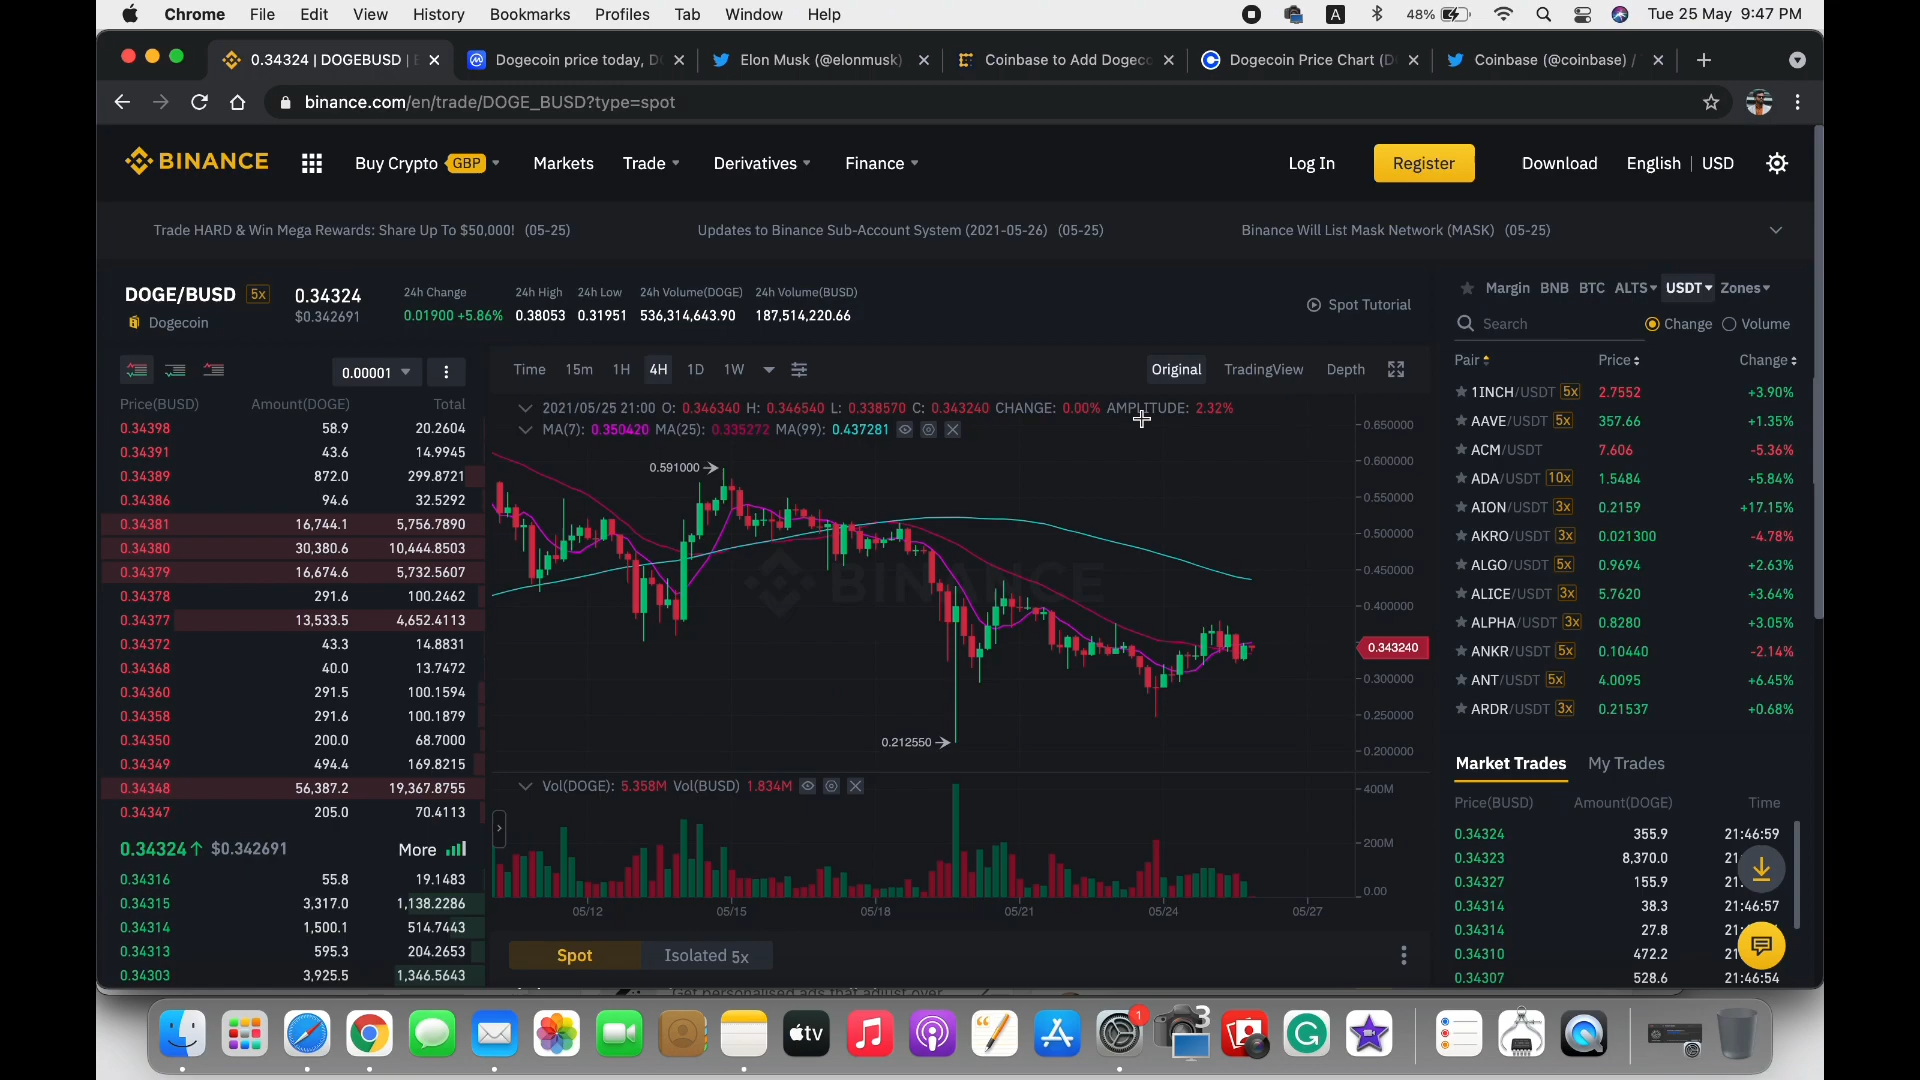 Chrome File Edit View History Bookmarks Profiles Tab Window Help A 48% Tue 25 May 9:47 PM
0.34324 | DOGEBUSD | Dogecoin price today, Elon Musk (@elonmusk) Coinbase to Add Dogeco Dogecoin Price Chart (D Coinbase (@coinbase) /
binance.com/en/trade/DOGE_BUSD?type=spot
BINANCE Buy Crypto GBP Markets Trade Derivatives Finance Log In Register Download English | USD
Trade HARD & Win Mega Rewards: Share Up To $50,000! (05-25) Updates to Binance Sub-Account System (2021-05-26) (05-25) Binance Will List Mask Network (MASK) (05-25)
DOGE/BUSD 5x 0.34324 24h Change 24h High 24h Low 24h Volume(DOGE) 24h Volume(BUSD)
Dogecoin $0.342691 0.01900 +5.86% 0.38053 0.31951 536,314,643.90 187,514,220.66
Spot Tutorial
0.00001
Price(BUSD) Amount(DOGE) Total
0.34398 58.9 20.2604
0.34391 43.6 14.9945
0.34389 872.0 299.8721
0.34386 94.6 32.5292
0.34381 16,744.1 5,756.7890
0.34380 30,380.6 10,444.8503
0.34379 16,674.6 5,732.5607
0.34378 291.6 100.2462
0.34377 13,533.5 4,652.4113
0.34372 43.3 14.8831
0.34368 40.0 13.7472
0.34360 291.5 100.1594
0.34358 291.6 100.1879
0.34350 200.0 68.7000
0.34349 494.4 169.8215
0.34348 56,387.2 19,367.8755
0.34347 205.0 70.4113
0.34324↑ $0.342691 More
0.34316 55.8 19.1483
0.34315 3,317.0 1,138.2286
0.34314 1,500.1 514.7443
0.34313 595.3 204.2653
0.34303 3,925.5 1,346.5643
Time 15m 1H 4H 1D 1W Original TradingView Depth
2021/05/25 21:00 O: 0.346340 H: 0.346540 L: 0.338570 C: 0.343240 CHANGE: 0.00% AMPLITUDE: 2.32%
MA(7): 0.350420 MA(25): 0.335272 MA(99): 0.437281
0.650000
0.600000
0.550000
0.500000
0.450000
0.400000
0.343240
0.300000
0.250000
0.200000
0.591000
BINANCE
0.212550
Vol(DOGE): 5.358M Vol(BUSD) 1.834M
400M
200M
0.00
05/12 05/15 05/18 05/21 05/24 05/27
Spot Isolated 5x
Margin BNB BTC ALTS USDT Zones
Search Change Volume
Pair Price Change
1INCH/USDT 5x 2.7552 +3.90%
AAVE/USDT 5x 357.66 +1.35%
ACM/USDT 7.606 -5.36%
ADA/USDT 10x 1.5484 +5.84%
AION/USDT 3x 0.2159 +17.15%
AKRO/USDT 3x 0.021300 -4.78%
ALGO/USDT 5x 0.9694 +2.63%
ALICE/USDT 3x 5.7620 +3.64%
ALPHA/USDT 3x 0.8280 +3.05%
ANKR/USDT 5x 0.10440 -2.14%
ANT/USDT 5x 4.0095 +6.45%
ARDR/USDT 3x 0.21537 +0.68%
Market Trades My Trades
Price(BUSD) Amount(DOGE) Time
0.34324 355.9 21:46:59
0.34323 8,370.0
0.34327 155.9
0.34314 38.3 21:46:57
0.34314 27.8
0.34310 472.2
0.34307 528.6 21:46:54
tv 1 3